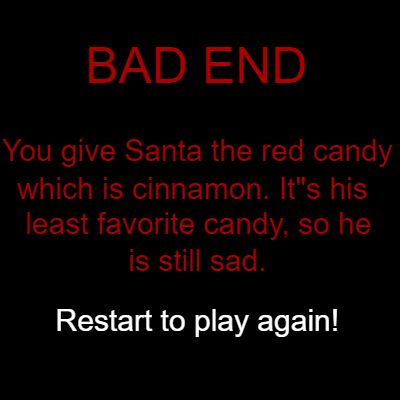 BAD END
You give Santa the red candy
which is cinnamon. It"s his
least favorite candy, so he
is still sad.
Restart to play again!